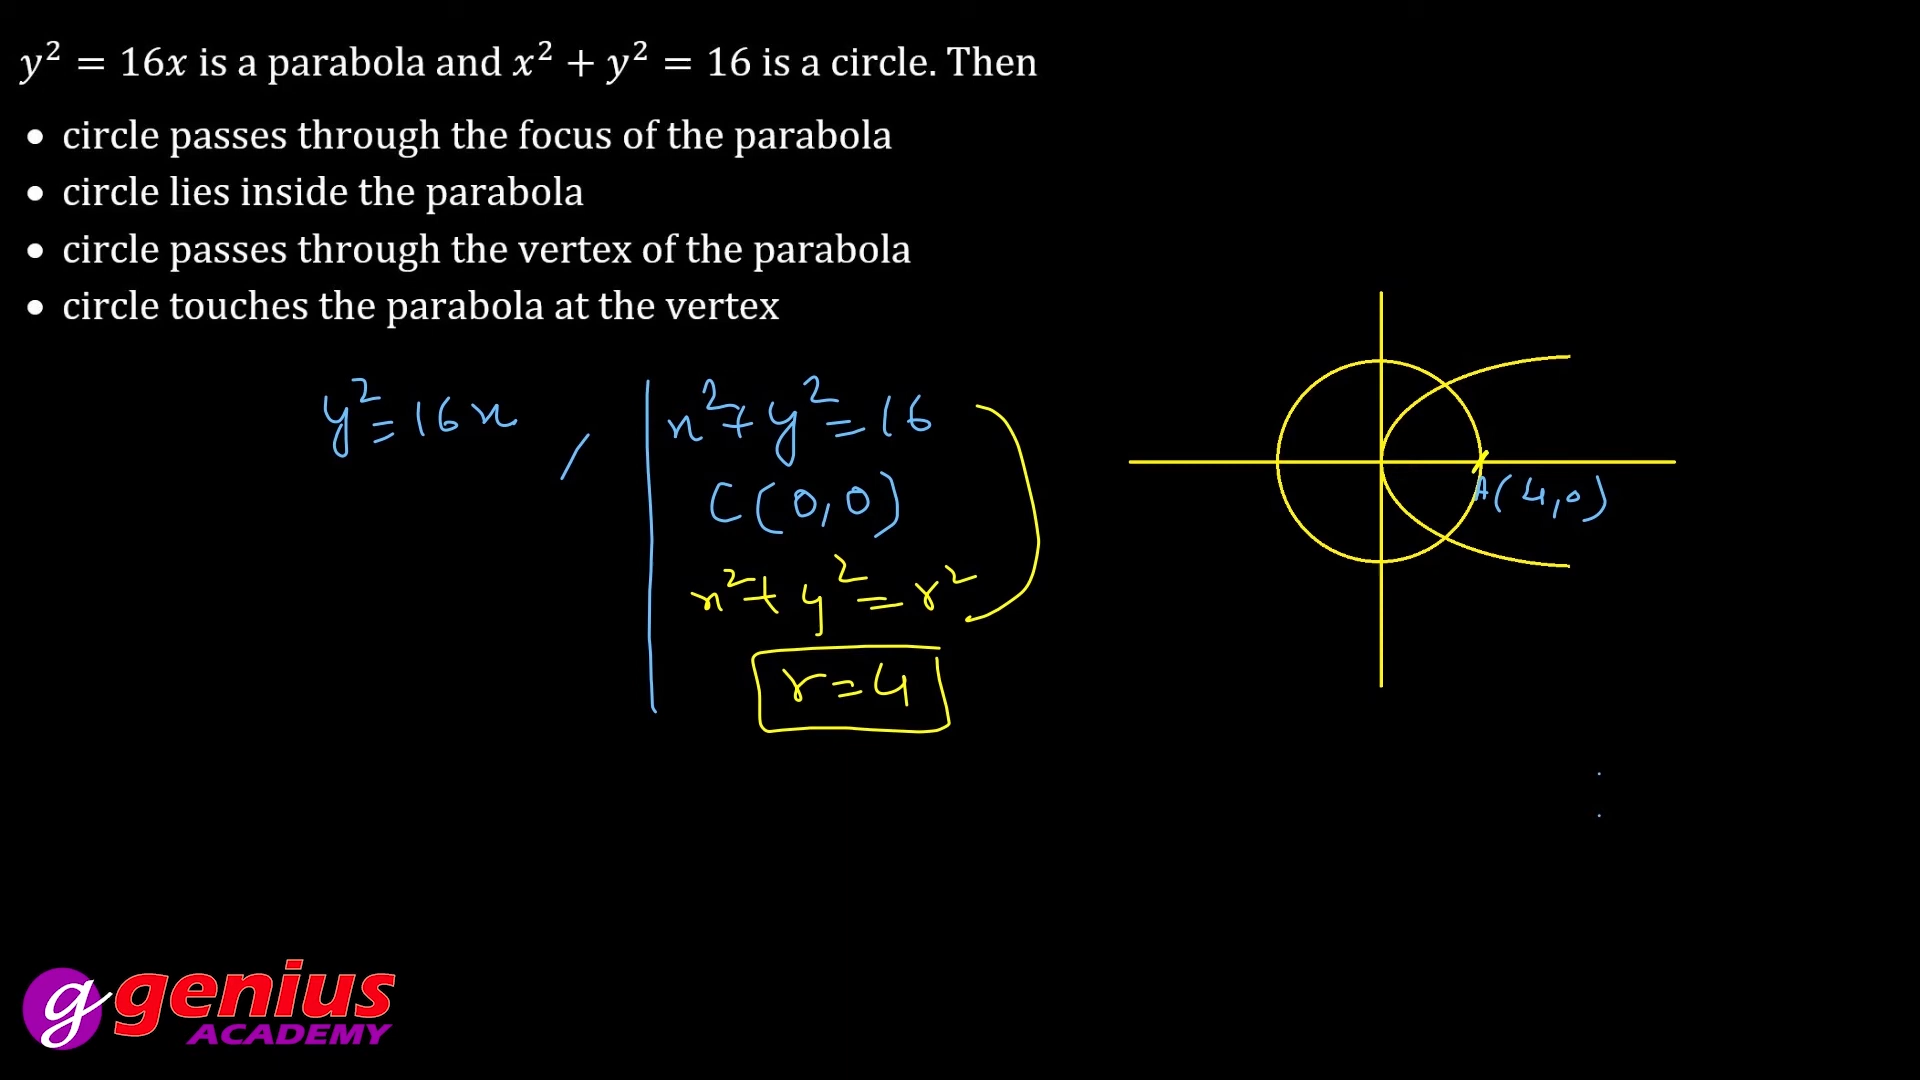 y² = 16x is a parabola and x² + y² = 16 is a circle. Then
• circle passes through the focus of the parabola
• circle lies inside the parabola
• circle passes through the vertex of the parabola
• circle touches the parabola at the vertex
y² = 16x ,
x² + y² = 16
C(0,0)
x² + y² = r²
r = 4
A(4,0)
g genius
ACADEMY